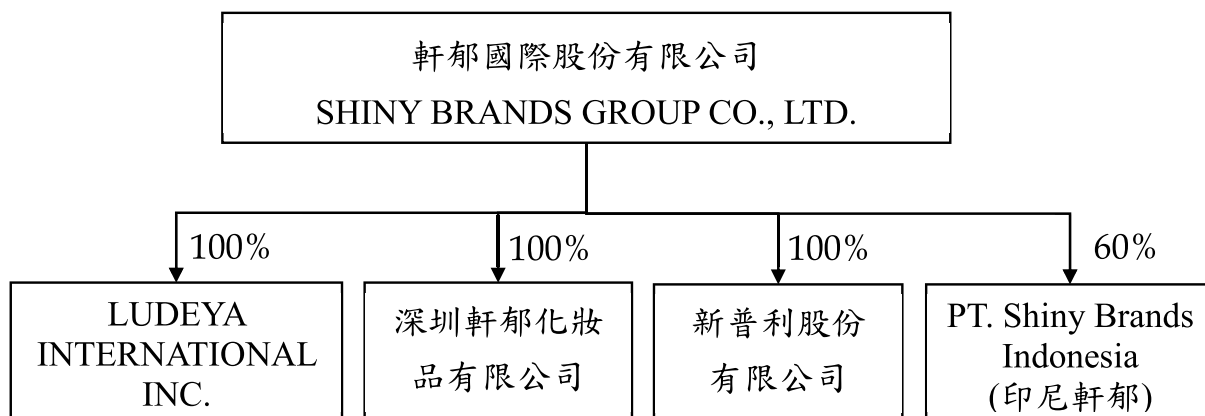 軒郁國際股份有限公司
SHINY BRANDS GROUP CO., LTD.
100%
100%
100%
60%
LUDEYA
INTERNATIONAL
INC.
深圳軒郁化妝
品有限公司
新普利股份
有限公司
PT. Shiny Brands
Indonesia
(印尼軒郁)